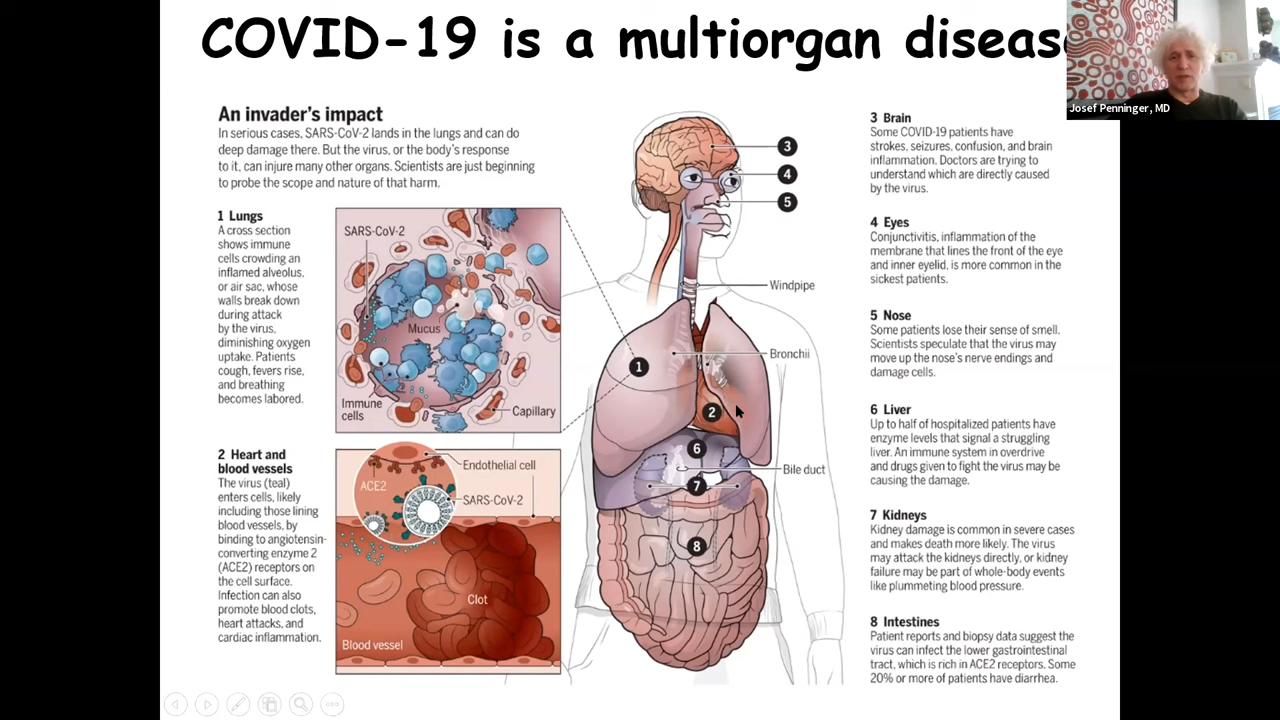 COVID-19 is a multiorgan diseas
Josef Penninger, MD
An invader's impact
In serious cases, SARS-CoV-2 lands in the lungs and can do
deep damage there. But the virus, or the body's response
to it, can injure many other organs. Scientists are just beginning
to probe the scope and nature of that harm.
1 Lungs
A cross section
shows immune
cells crowding an
inflamed alveolus,
or air sac, whose
walls break down
during attack
by the virus,
diminishing oxygen
uptake. Patients
cough, fevers rise,
and breathing
becomes labored.
SARS-CoV-2
Mucus
Immune
cells
Capillary
2 Heart and
blood vessels
The virus (teal)
enters cells, likely
including those lining
blood vessels, by
binding to angiotensin-
converting enzyme 2
(ACE2) receptors on
the cell surface.
Infection can also
promote blood clots,
heart attacks, and
cardiac inflammation.
Endothelial cell
ACE2
SARS-CoV-2
Clot
Blood vessel
3
4
5
Windpipe
Bronchii
1
2
6
Bile duct
7
8
3 Brain
Some COVID-19 patients have
strokes, seizures, confusion, and brain
inflammation. Doctors are trying to
understand which are directly caused
by the virus.
4 Eyes
Conjunctivitis, inflammation of the
membrane that lines the front of the eye
and inner eyelid, is more common in the
sickest patients.
5 Nose
Some patients lose their sense of smell.
Scientists speculate that the virus may
move up the nose's nerve endings and
damage cells.
6 Liver
Up to half of hospitalized patients have
enzyme levels that signal a struggling
liver. An immune system in overdrive
and drugs given to fight the virus may be
causing the damage.
7 Kidneys
Kidney damage is common in severe cases
and makes death more likely. The virus
may attack the kidneys directly, or kidney
failure may be part of whole-body events
like plummeting blood pressure.
8 Intestines
Patient reports and biopsy data suggest the
virus can infect the lower gastrointestinal
tract, which is rich in ACE2 receptors. Some
20% or more of patients have diarrhea.